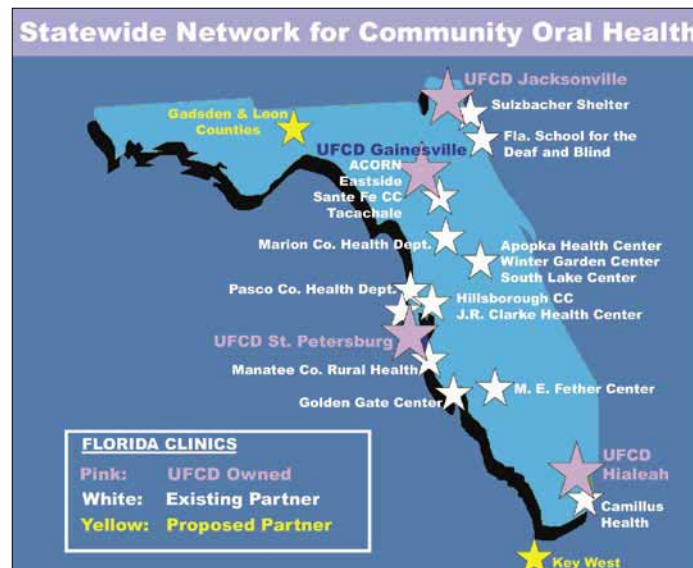 Statewide Network for Community Oral Health
UFCD Jacksonville
Sulzbacher Shelter
Gadsden & Leon
Counties
Fla. School for the
Deaf and Blind
UFCD Gainesville
ACORN
Eastside
Sante Fe CC
Tacachale
Marion Co. Health Dept.
Apopka Health Center
Winter Garden Center
South Lake Center
Pasco Co. Health Dept.
Hillsborough CC
J.R. Clarke Health Center
UFCD St. Petersburg
Manatee Co. Rural Health
M. E. Fether Center
Golden Gate Center
FLORIDA CLINICS
Pink: UFCD Owned
White: Existing Partner
Yellow: Proposed Partner
UFCD
Hialeah
Camillus
Health
Key West